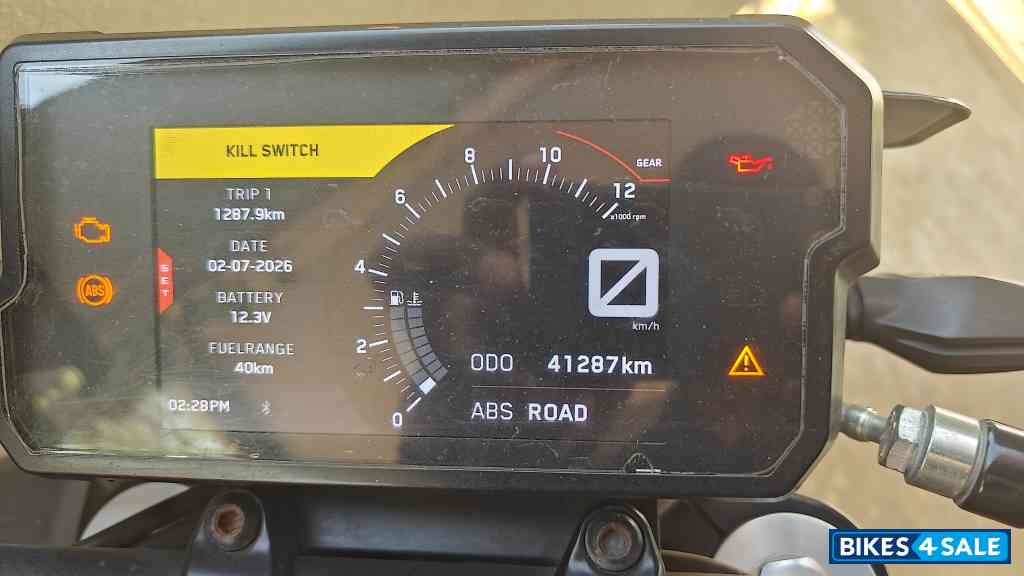 KILL SWITCH
TRIP 1
1287.9km
DATE
02-07-2026
BATTERY
12.3V
FUELRANGE
40km
02:28PM
SET
ABS
0
2
4
6
8
10
12
x1000 rpm
GEAR
0
km/h
ODO 41287km
ABS ROAD
BIKES4SALE